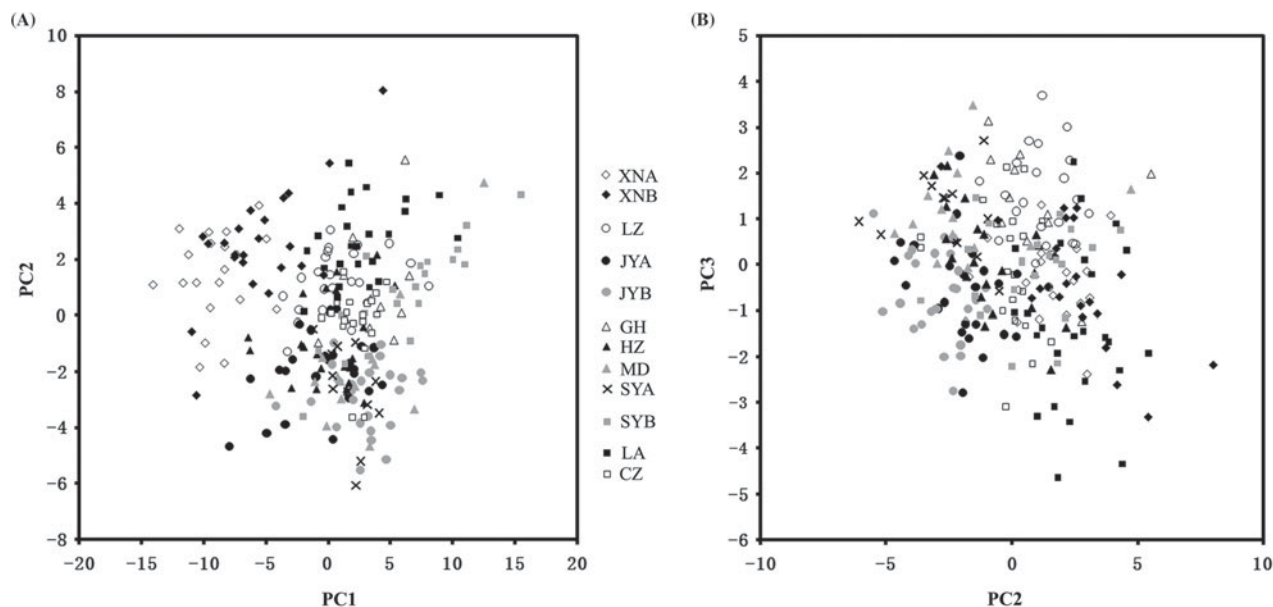 (A)
10
8
6
4
2
0
-2
-4
-6
-8
-20 -15 -10 -5 0 5 10 15 20
PC2
PC1
XNA
XNB
LZ
JYA
JYB
GH
HZ
MD
SYA
SYB
LA
CZ
(B)
5
4
3
2
1
0
-1
-2
-3
-4
-5
-6
-10 -5 0 5 10
PC3
PC2